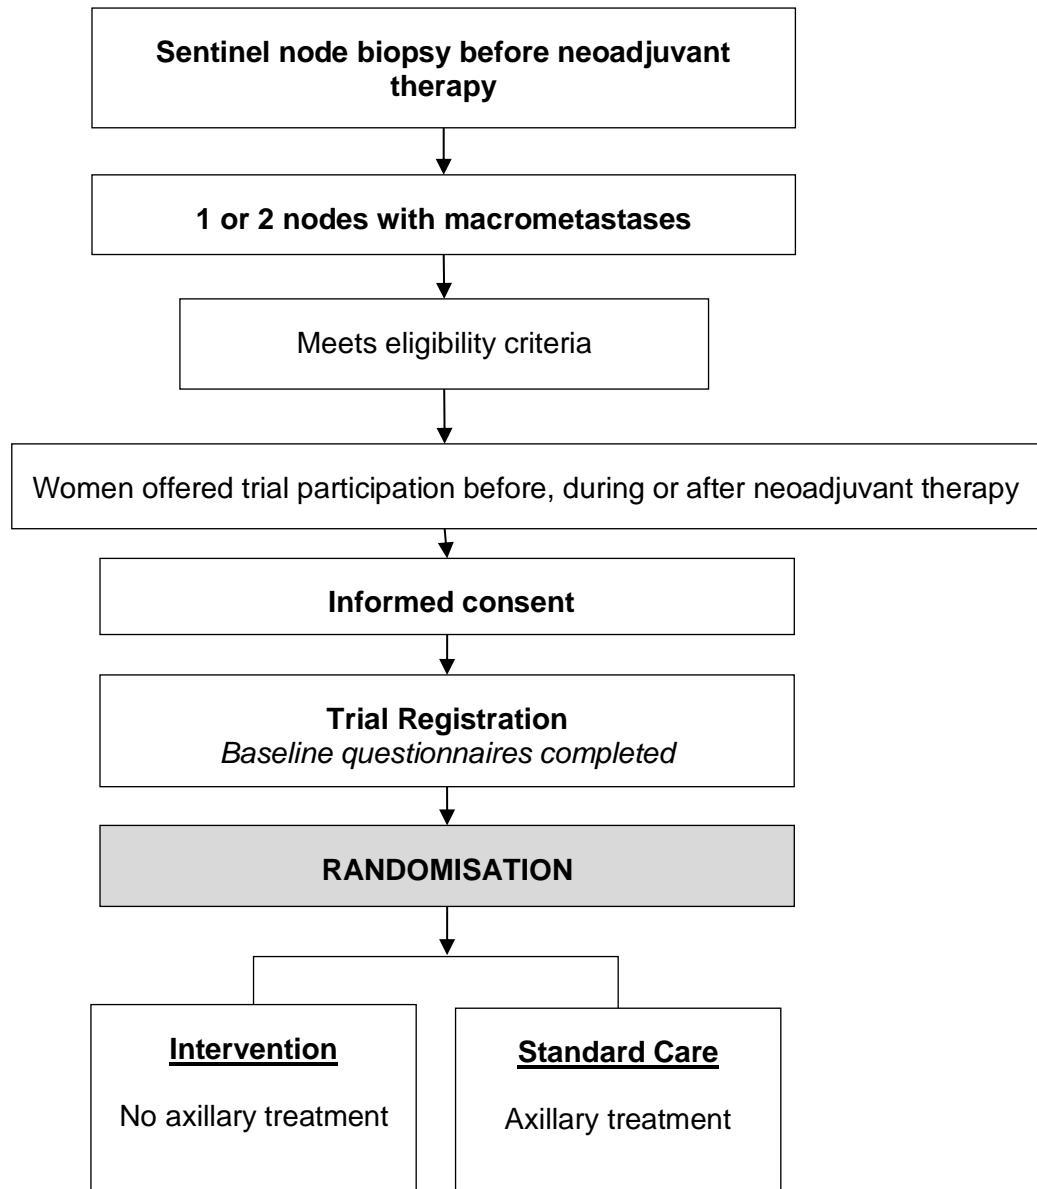 Sentinel node biopsy before neoadjuvant
therapy
1 or 2 nodes with macrometastases
Meets eligibility criteria
Women offered trial participation before, during or after neoadjuvant therapy
Informed consent
Trial Registration
Baseline questionnaires completed
RANDOMISATION
Intervention
No axillary treatment
Standard Care
Axillary treatment